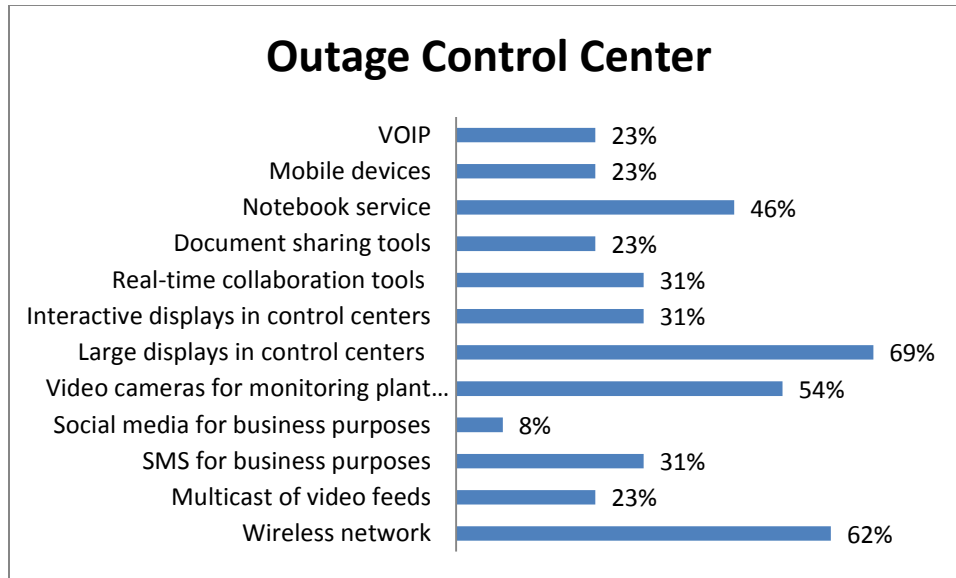 Outage Control Center
VOIP 23%
Mobile devices 23%
Notebook service 46%
Document sharing tools 23%
Real-time collaboration tools 31%
Interactive displays in control centers 31%
Large displays in control centers 69%
Video cameras for monitoring plant… 54%
Social media for business purposes 8%
SMS for business purposes 31%
Multicast of video feeds 23%
Wireless network 62%